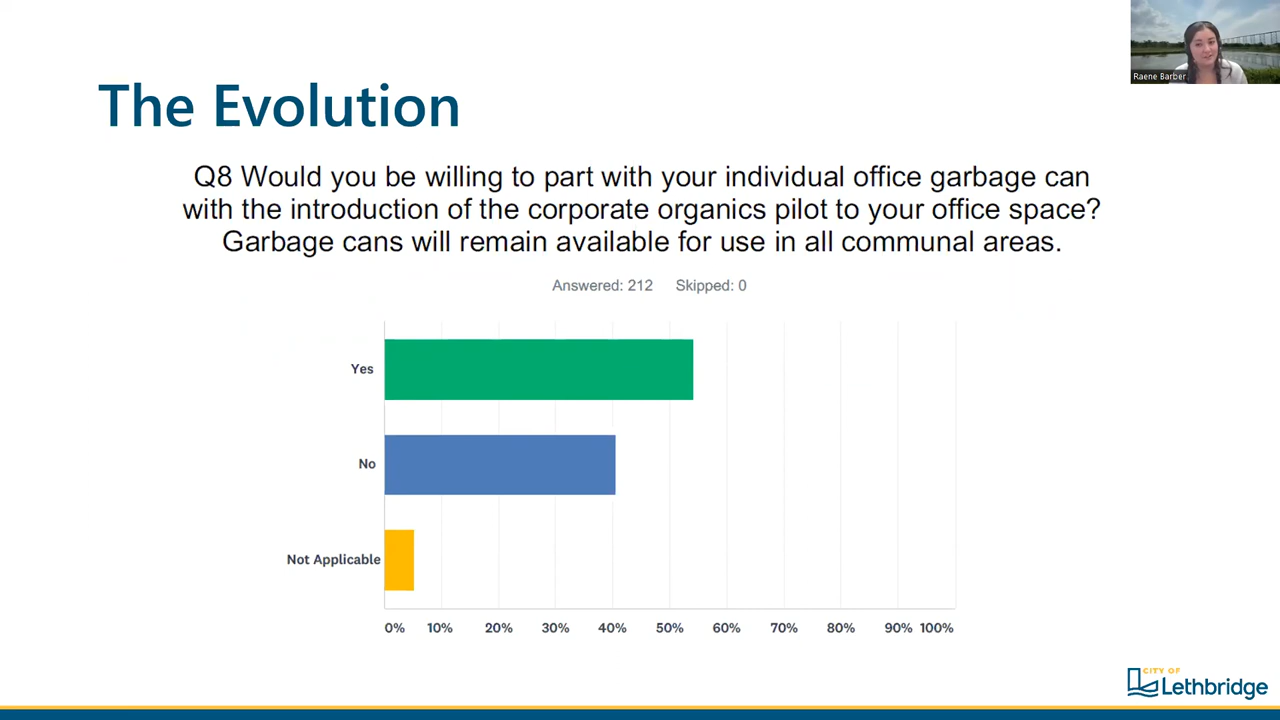 Raene Barber
The Evolution
Q8 Would you be willing to part with your individual office garbage can
with the introduction of the corporate organics pilot to your office space?
Garbage cans will remain available for use in all communal areas.
Answered: 212 Skipped: 0
Yes
No
Not Applicable
0% 10% 20% 30% 40% 50% 60% 70% 80% 90% 100%
CITY OF
Lethbridge